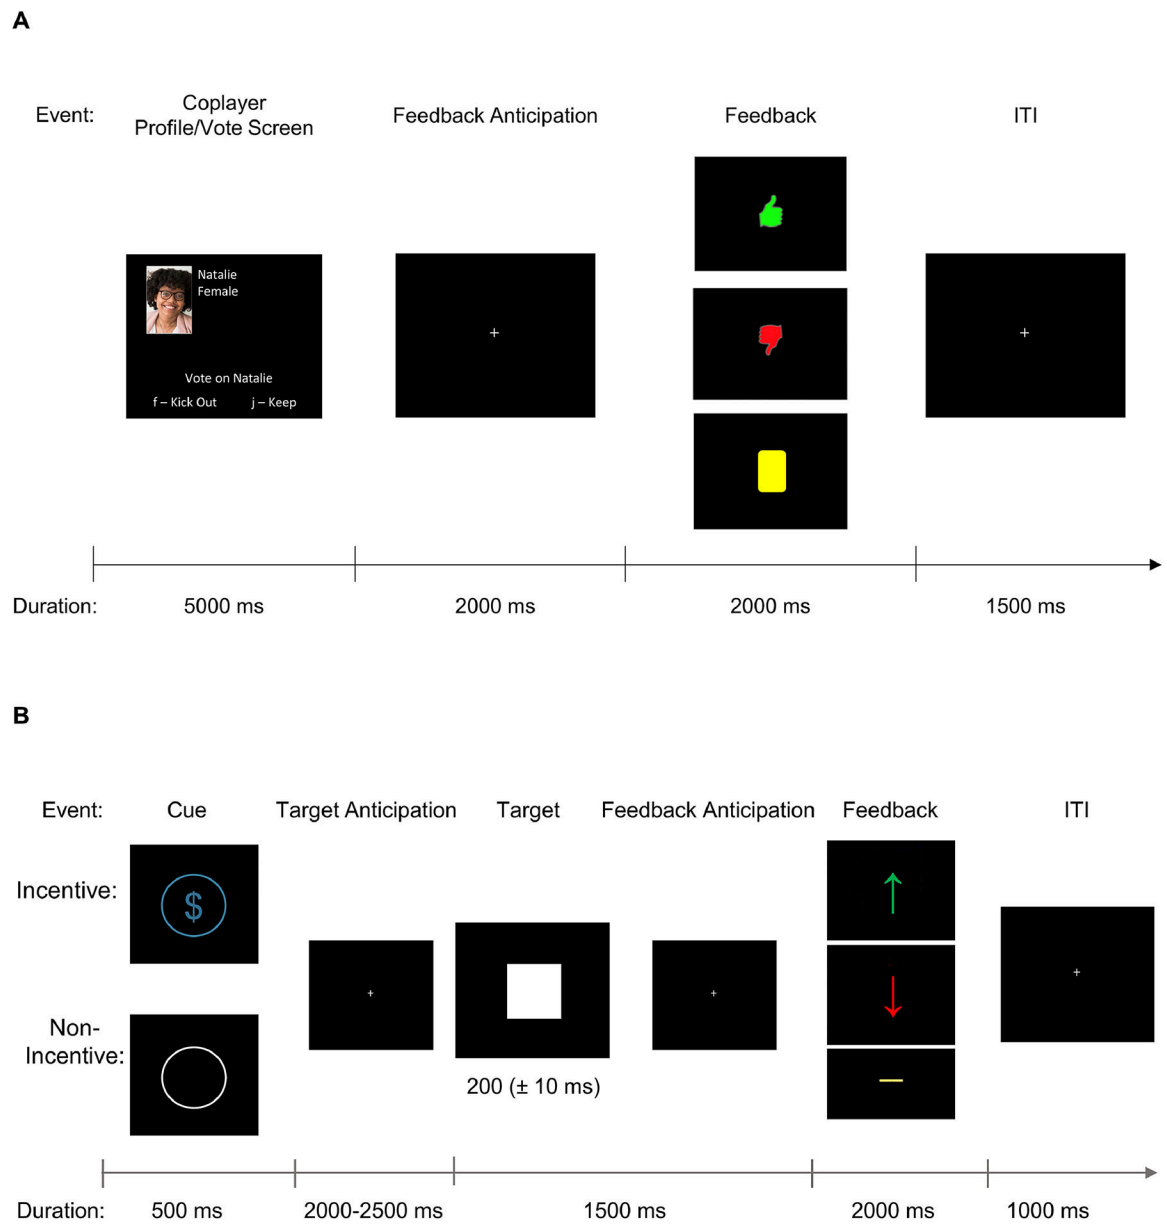 A
Event:
Coplayer
Profile/Vote Screen
Feedback Anticipation
Feedback
ITI
Natalie
Female
Vote on Natalie
f – Kick Out
j – Keep
+
+
Duration:
5000 ms
2000 ms
2000 ms
1500 ms
B
Event:
Cue
Target Anticipation
Target
Feedback Anticipation
Feedback
ITI
Incentive:
$
Non-
Incentive:
+
+
+
200 (± 10 ms)
Duration:
500 ms
2000-2500 ms
1500 ms
2000 ms
1000 ms